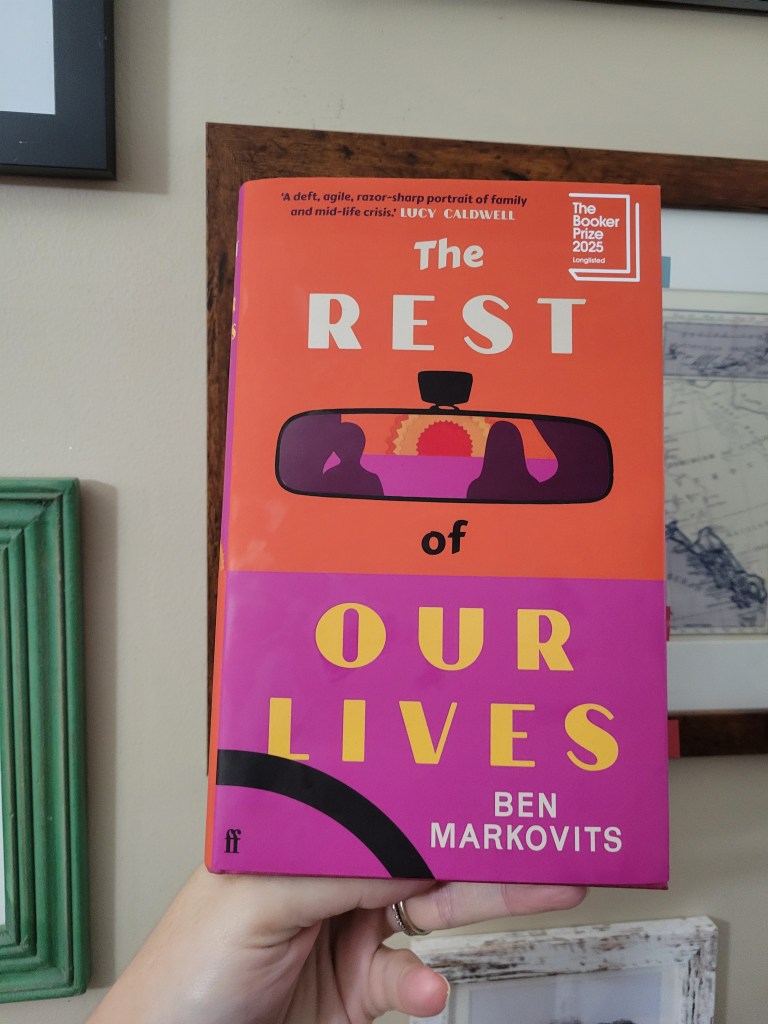 'A deft, agile, razor-sharp portrait of family
and mid-life crisis.' LUCY CALDWELL
The
Booker
Prize
2025
Longlisted
The
REST
of
OUR
LIVES
BEN
MARKOVITS
ff